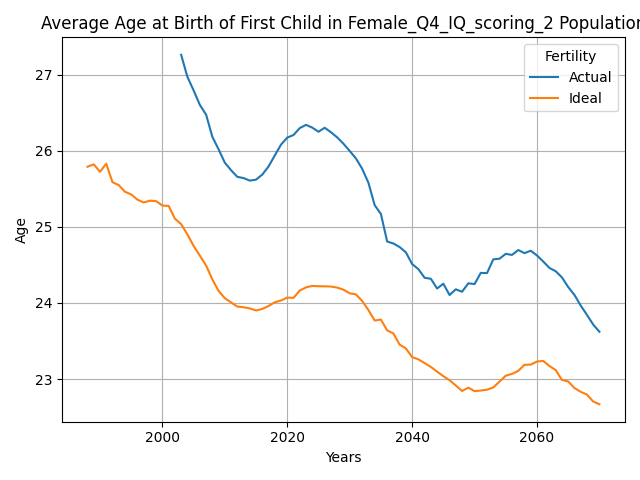 Average Age at Birth of First Child in Female_Q4_IQ_scoring_2 Population
Fertility
Actual
Ideal
27
26
25
24
23
Age
2000
2020
2040
2060
Years